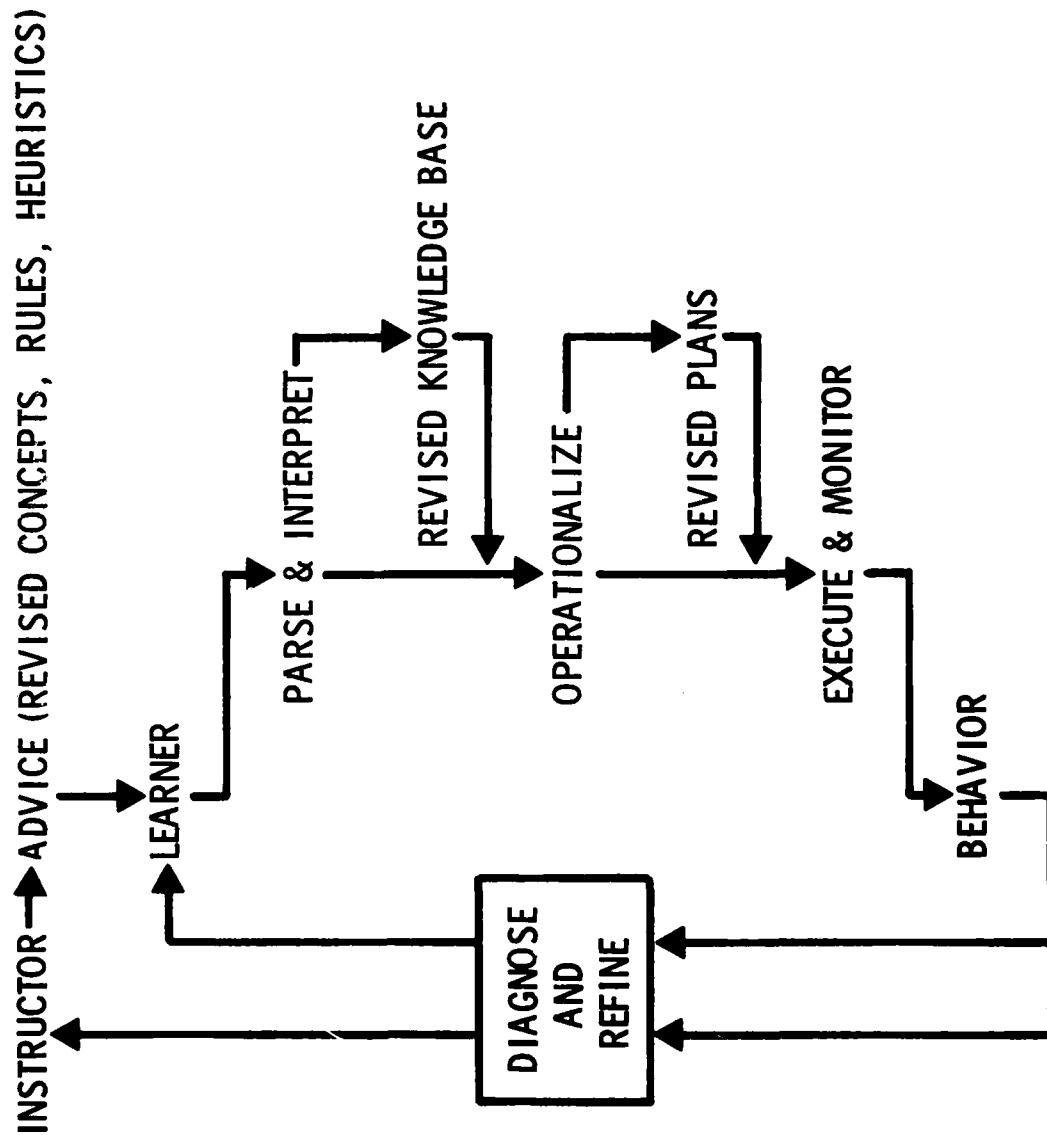 INSTRUCTOR ADVICE (REVISED CONCEPTS, RULES, HEURISTICS)
LEARNER
PARSE & INTERPRET
REVISED KNOWLEDGE BASE
OPERATIONALIZE
REVISED PLANS
EXECUTE & MONITOR
BEHAVIOR
DIAGNOSE
AND
REFINE